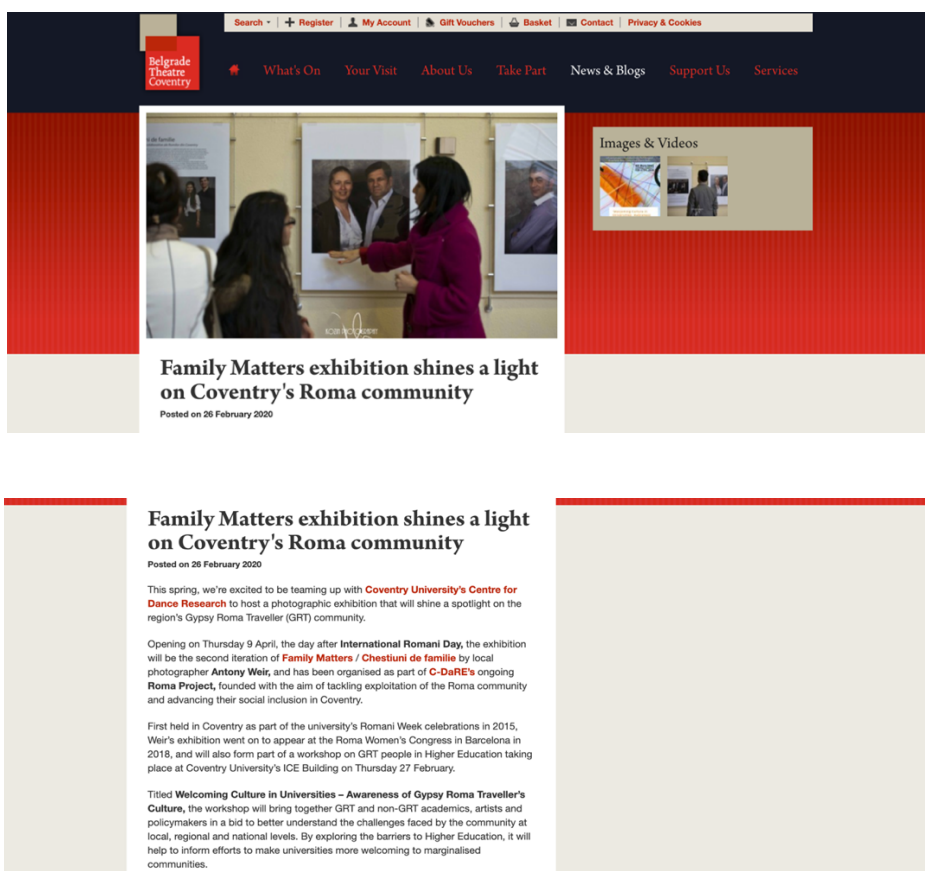 Search
Register
My Account
Gift Vouchers
Basket
Contact
Privacy & Cookies
Belgrade
Theatre
Coventry
What's On
Your Visit
About Us
Take Part
News & Blogs
Support Us
Services
Images & Videos
Family Matters exhibition shines a light
on Coventry's Roma community
Posted on 26 February 2020
Family Matters exhibition shines a light
on Coventry's Roma community
Posted on 26 February 2020
This spring, we're excited to be teaming up with Coventry University's Centre for
Dance Research to host a photographic exhibition that will shine a spotlight on the
region's Gypsy Roma Traveller (GRT) community.
Opening on Thursday 9 April, the day after International Romani Day, the exhibition
will be the second iteration of Family Matters / Chestiuni de familie by local
photographer Antony Weir, and has been organised as part of C-DaRE's ongoing
Roma Project, founded with the aim of tackling exploitation of the Roma community
and advancing their social inclusion in Coventry.
First held in Coventry as part of the university's Romani Week celebrations in 2015,
Weir's exhibition went on to appear at the Roma Women's Congress in Barcelona in
2018, and will also form part of a workshop on GRT people in Higher Education taking
place at Coventry University's ICE Building on Thursday 27 February.
Titled Welcoming Culture in Universities – Awareness of Gypsy Roma Traveller's
Culture, the workshop will bring together GRT and non-GRT academics, artists and
policymakers in a bid to better understand the challenges faced by the community at
local, regional and national levels. By exploring the barriers to Higher Education, it will
help to inform efforts to make universities more welcoming to marginalised
communities.